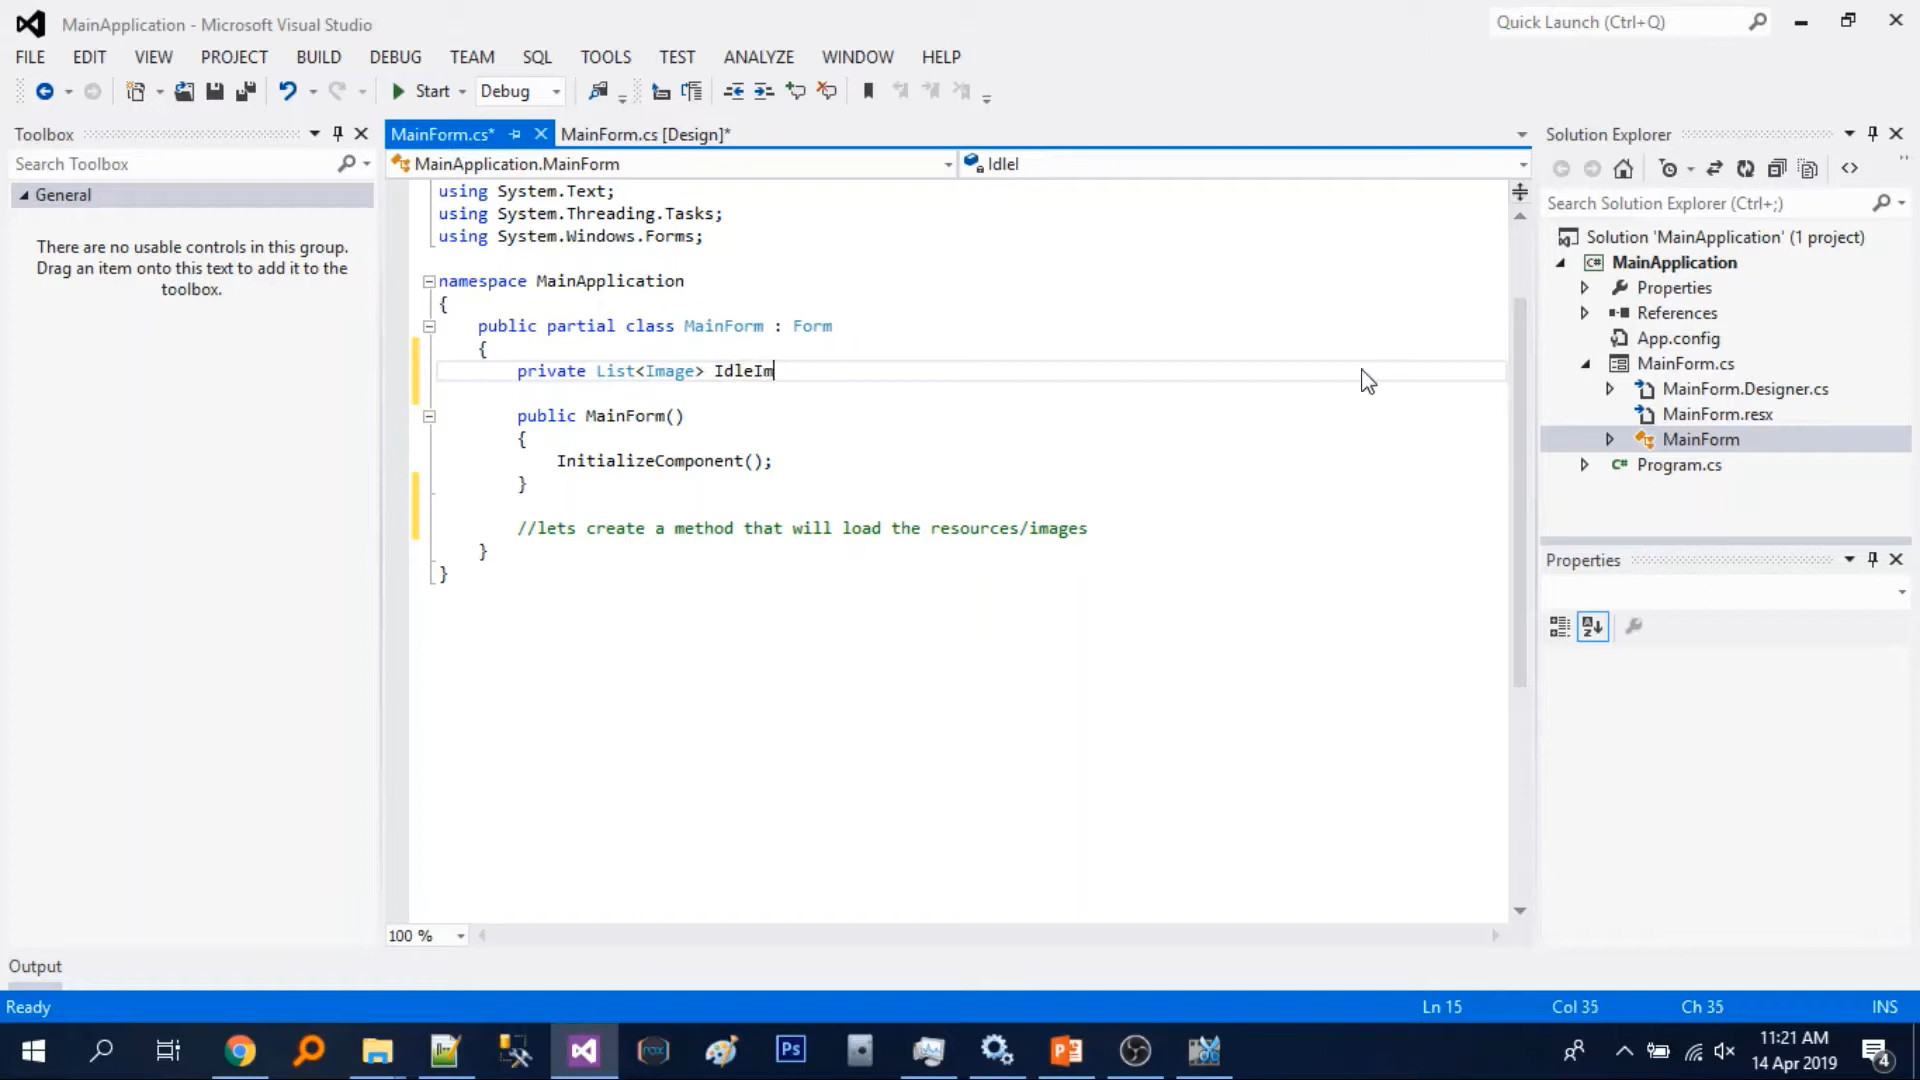 MainApplication - Microsoft Visual Studio
Quick Launch (Ctrl+Q)
FILE EDIT VIEW PROJECT BUILD DEBUG TEAM SQL TOOLS TEST ANALYZE WINDOW HELP
Start Debug
Toolbox
Search Toolbox
General
There are no usable controls in this group.
Drag an item onto this text to add it to the
toolbox.
MainForm.cs* MainForm.cs [Design]*
MainApplication.MainForm IdleI
using System.Text;
using System.Threading.Tasks;
using System.Windows.Forms;
namespace MainApplication
{
public partial class MainForm : Form
{
private List<Image> IdleIm
public MainForm()
{
InitializeComponent();
}
//lets create a method that will load the resources/images
}
}
100 %
Solution Explorer
Search Solution Explorer (Ctrl+;)
Solution 'MainApplication' (1 project)
C# MainApplication
Properties
References
App.config
MainForm.cs
MainForm.Designer.cs
MainForm.resx
MainForm
C# Program.cs
Properties
Output
Ready Ln 15 Col 35 Ch 35 INS
nox
Ps
11:21 AM
14 Apr 2019
4